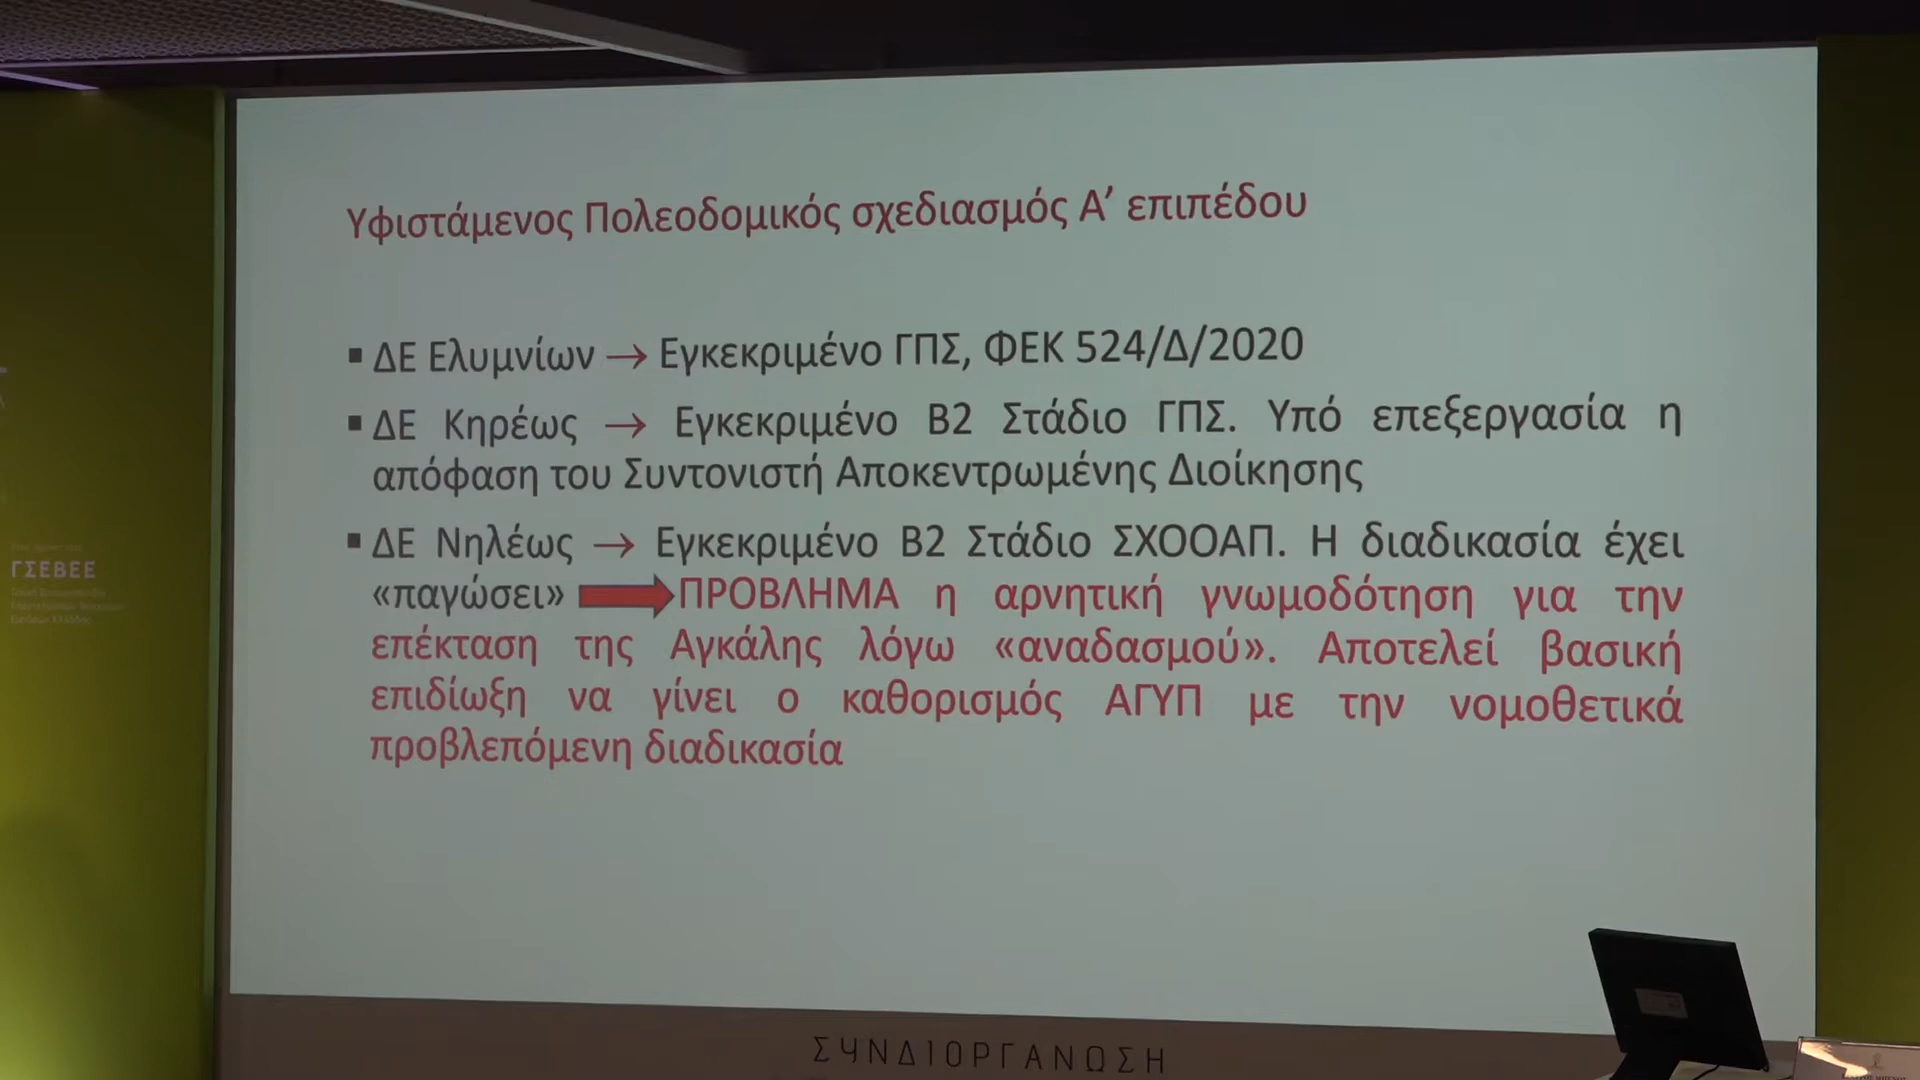 Υφιστάμενος Πολεοδομικός σχεδιασμός Α’ επιπέδου
▪ ΔΕ Ελυμνίων → Εγκεκριμένο ΓΠΣ, ΦΕΚ 524/Δ/2020
▪ ΔΕ Κηρέως → Εγκεκριμένο Β2 Στάδιο ΓΠΣ. Υπό επεξεργασία η
απόφαση του Συντονιστή Αποκεντρωμένης Διοίκησης
▪ ΔΕ Νηλέως → Εγκεκριμένο Β2 Στάδιο ΣΧΟΟΑΠ. Η διαδικασία έχει
«παγώσει» ΠΡΟΒΛΗΜΑ η αρνητική γνωμοδότηση για την
επέκταση της Αγκάλης λόγω «αναδασμού». Αποτελεί βασική
επιδίωξη να γίνει ο καθορισμός ΑΓΥΠ με την νομοθετικά
προβλεπόμενη διαδικασία
ΓΣΕΒΕΕ
ΣΥΝΔΙΟΡΓΑΝΩΣΗ